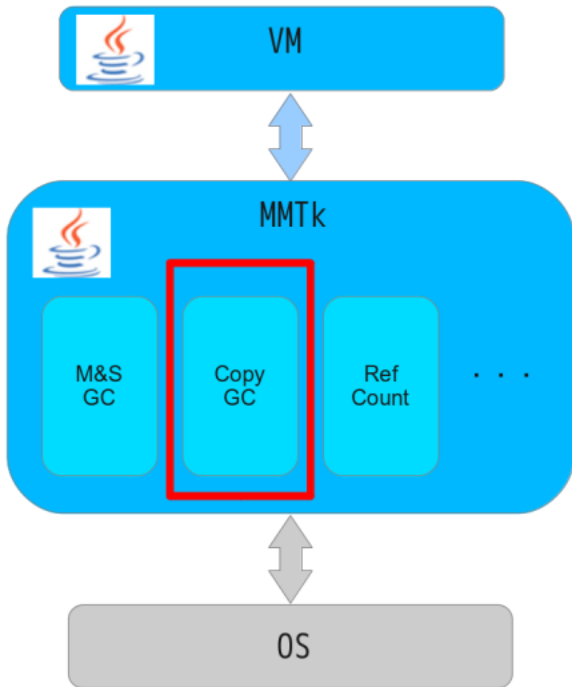 VM
MMTk
M&S
GC
Copy
GC
Ref
Count
. . .
OS